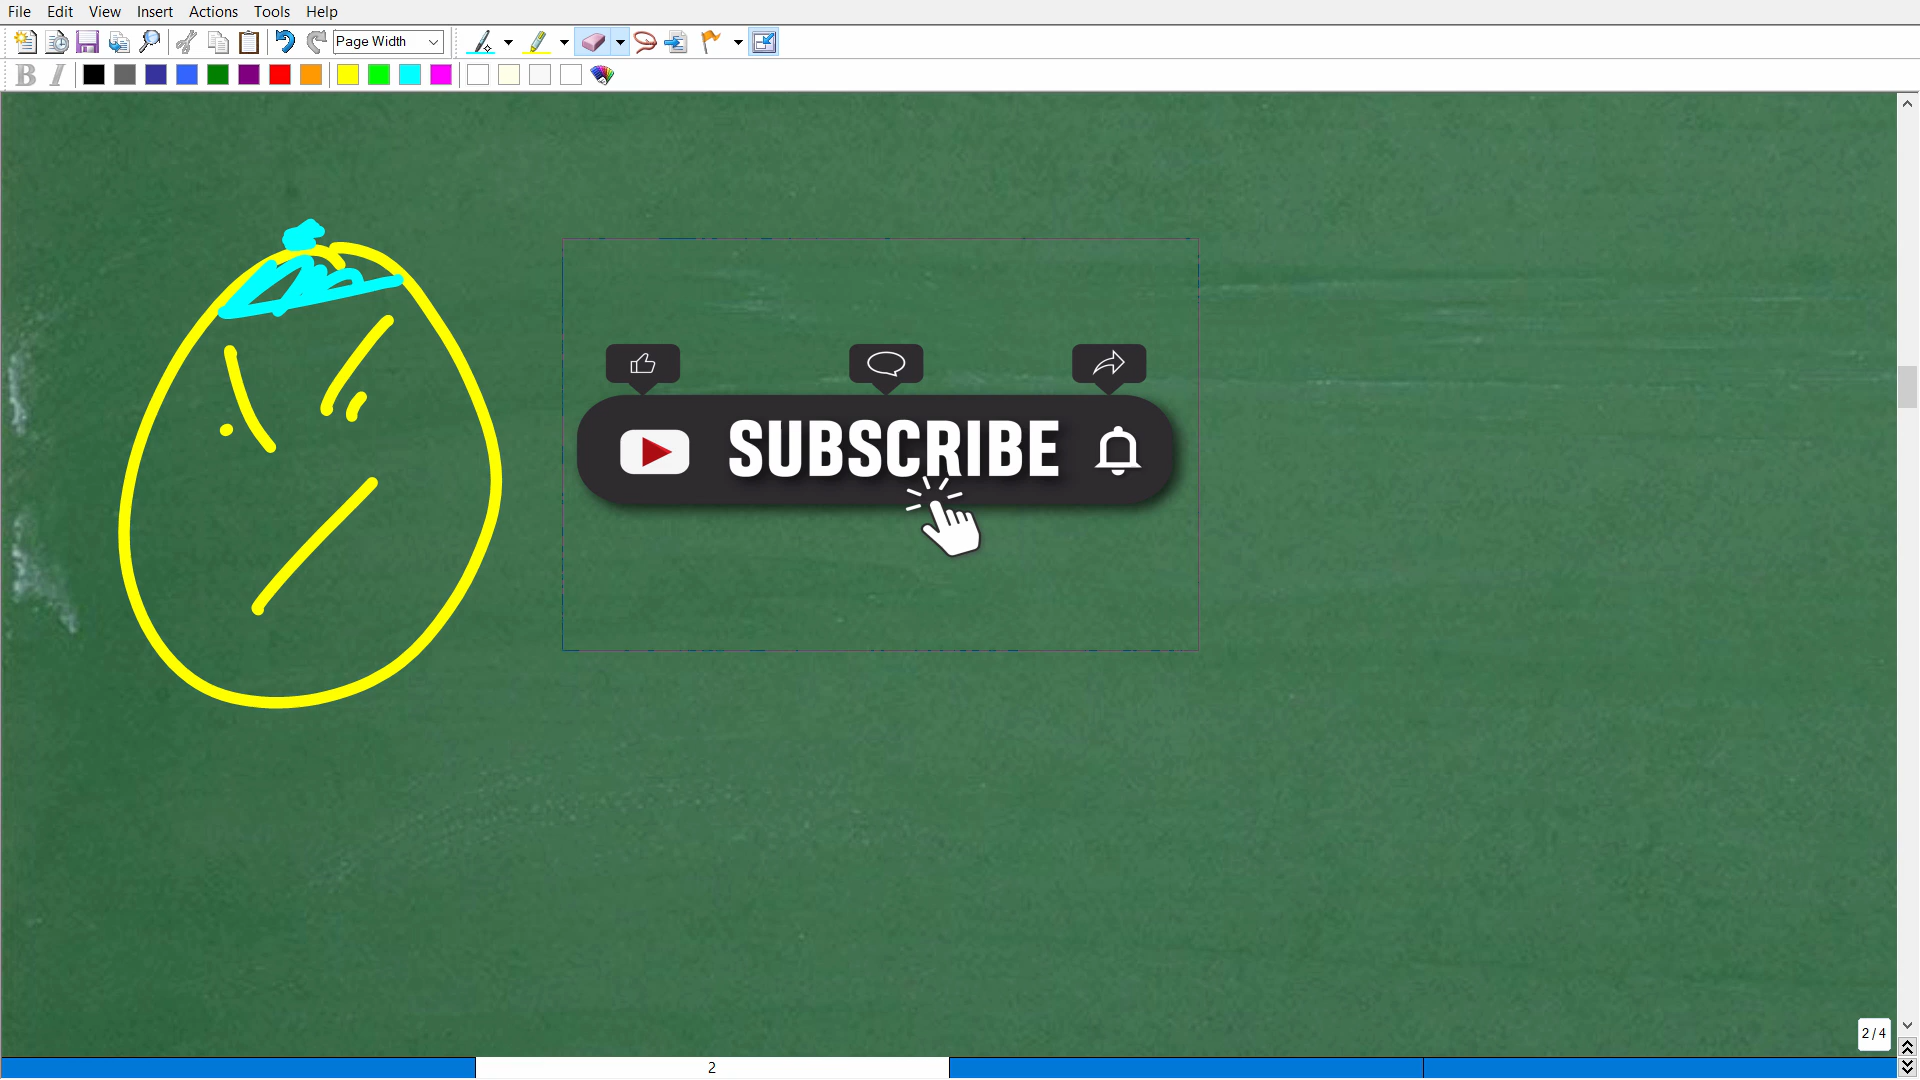 File Edit View Insert Actions Tools Help
Page Width
B I
SUBSCRIBE
2 / 4
2